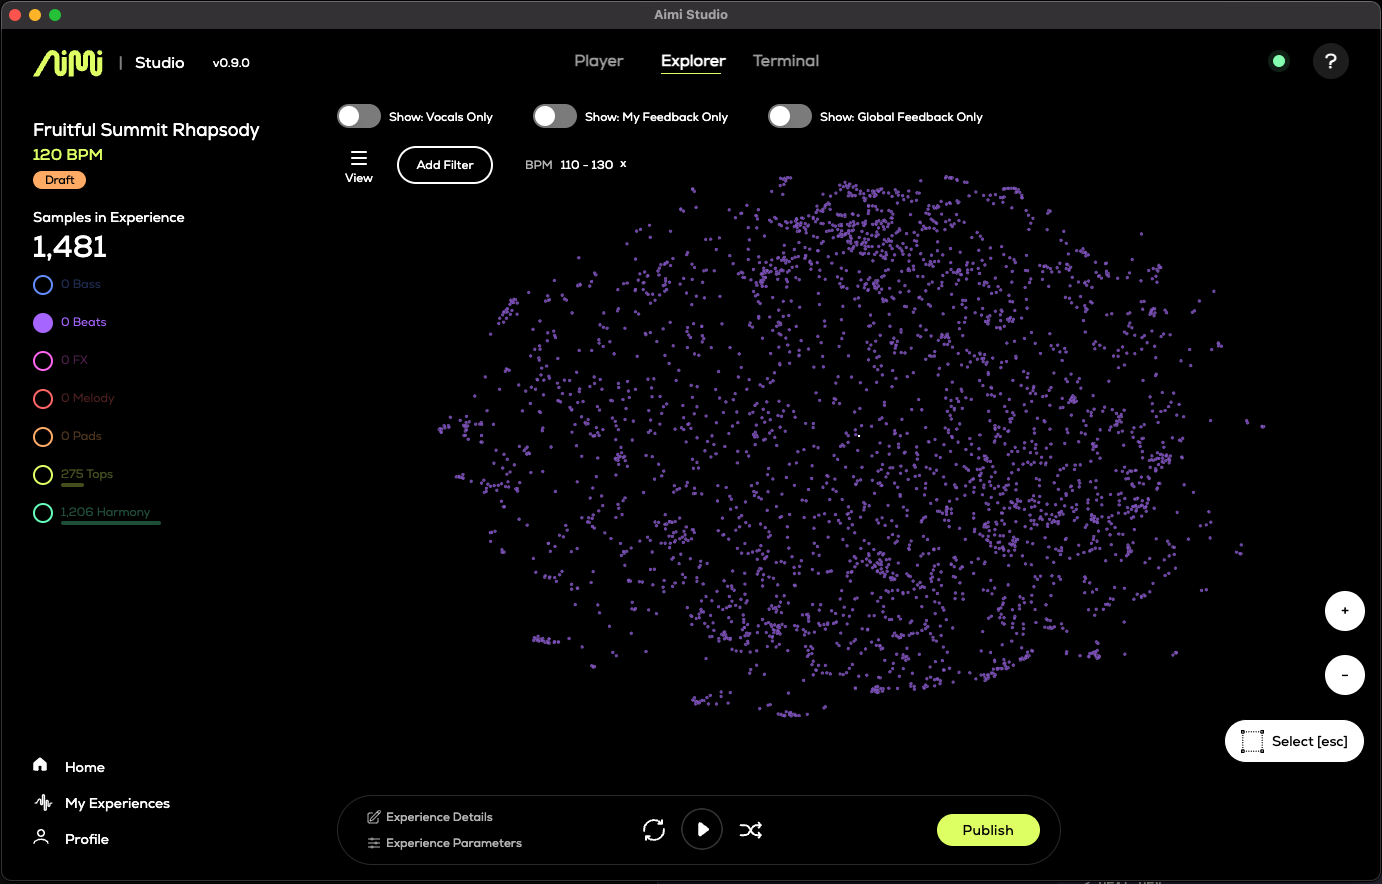 Aimi Studio
AiMi | Studio v0.9.0
Player Explorer Terminal
?
Fruitful Summit Rhapsody
120 BPM
Draft
Samples in Experience
1,481
0 Bass
0 Beats
0 FX
0 Melody
0 Pads
275 Tops
1,206 Harmony
Home
My Experiences
Profile
Show: Vocals Only Show: My Feedback Only Show: Global Feedback Only
View
Add Filter
BPM 110 - 130 x
+
-
Select [esc]
Experience Details
Experience Parameters
Publish